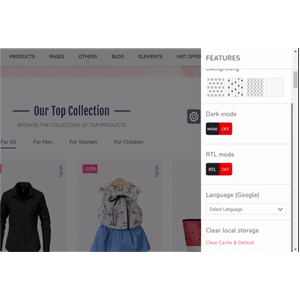 PRODUCTS PAGES OTHERS BLOG ELEMENTS HOT OFFER
FEATURES
Background
Our Top Collection
BROWSE THE COLLECTION OF TOP PRODUCTS
For All For Men For Women For Children
NEW
-20%
NEW
Dark mode
MODE OFF
RTL mode
RTL OFF
Language (Google)
Select Language
Clear local storage
Clear Cache & Default